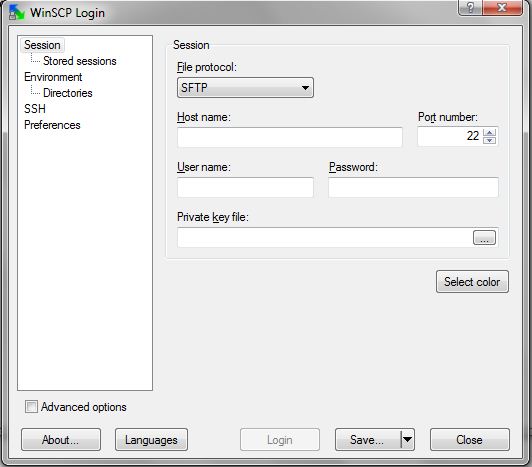 WinSCP Login
Session
Stored sessions
Environment
Directories
SSH
Preferences
Session
File protocol:
SFTP
Host name:
Port number:
22
User name:
Password:
Private key file:
...
Select color
Advanced options
About...
Languages
Login
Save...
Close